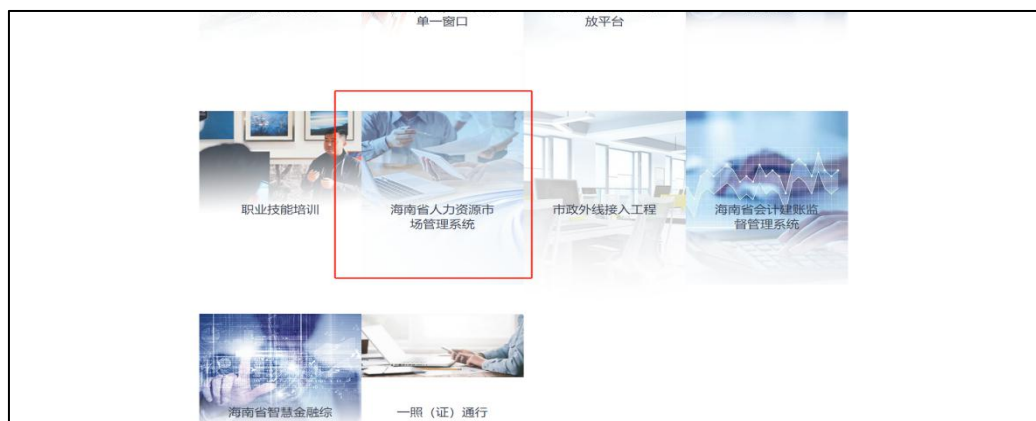 单一窗口
放平台
职业技能培训
海南省人力资源市
场管理系统
市政外线接入工程
海南省会计建账监
督管理系统
海南省智慧金融综
一照（证）通行